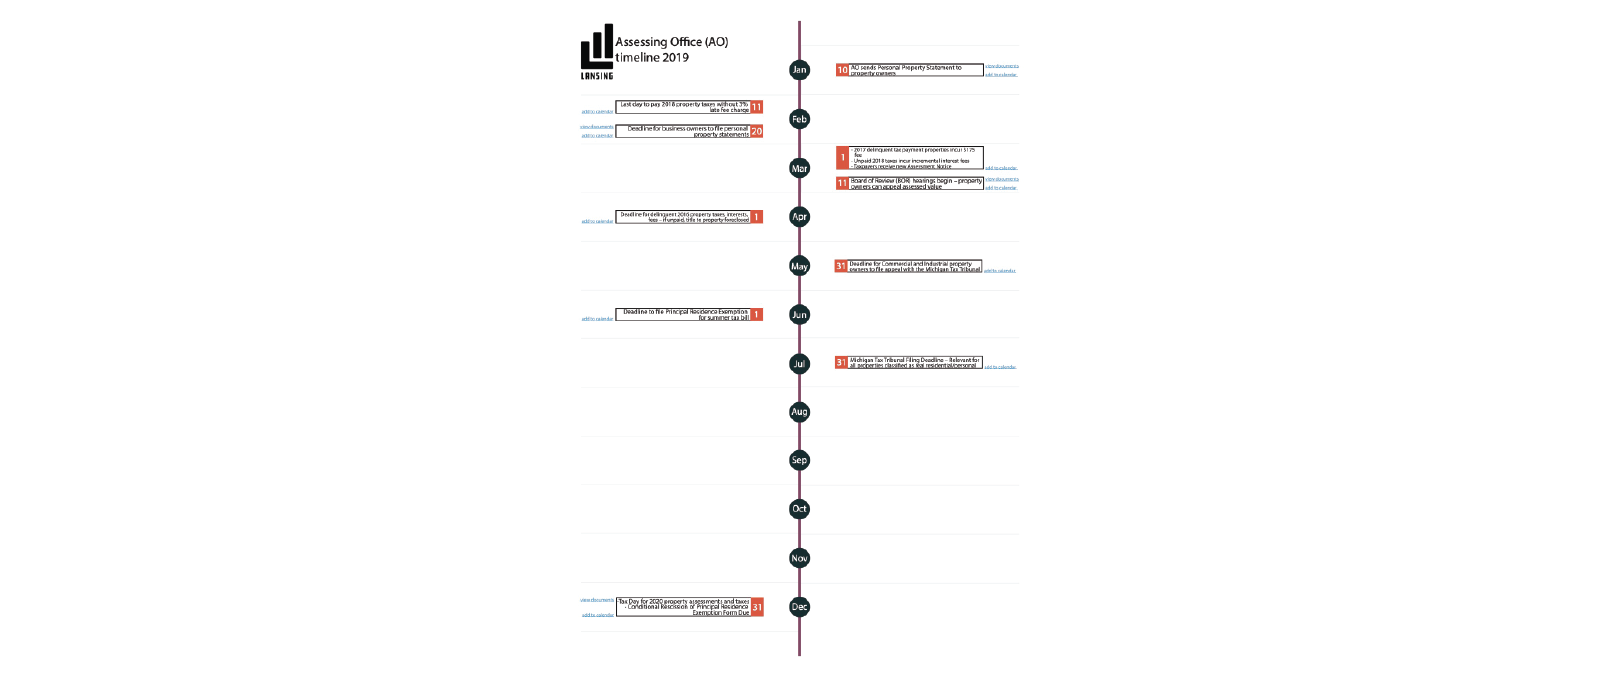 Assessing Office (AO)
timeline 2019
LANSING
Jan
10
AO sends Personal Property Statement to
property owners
view documents
add to calendar
Feb
Last day to pay 2018 property taxes without 3%
late fee charge
11
add to calendar
view documents
add to calendar
Deadline for business owners to file personal
property statements
20
Mar
1
- 2017 delinquent tax payment properties incur $175
fee
- Unpaid 2018 taxes incur incremental interest fees
- Taxpayers receive new Assessment Notice
add to calendar
11
Board of Review (BOR) hearings begin – property
owners can appeal assessed value
view documents
add to calendar
Apr
Deadline for delinquent 2016 property taxes, interests,
fees – if unpaid, title to property foreclosed
1
add to calendar
May
31
Deadline for Commercial and Industrial property
owners to file appeal with the Michigan Tax Tribunal
add to calendar
Jun
Deadline to file Principal Residence Exemption
for summer tax bill
1
add to calendar
Jul
31
Michigan Tax Tribunal Filing Deadline – Relevant for
all properties classified as real residential/personal
add to calendar
Aug
Sep
Oct
Nov
Dec
view documents
add to calendar
-Tax Day for 2020 property assessments and taxes
- Conditional Rescission of Principal Residence
Exemption Form Due
31